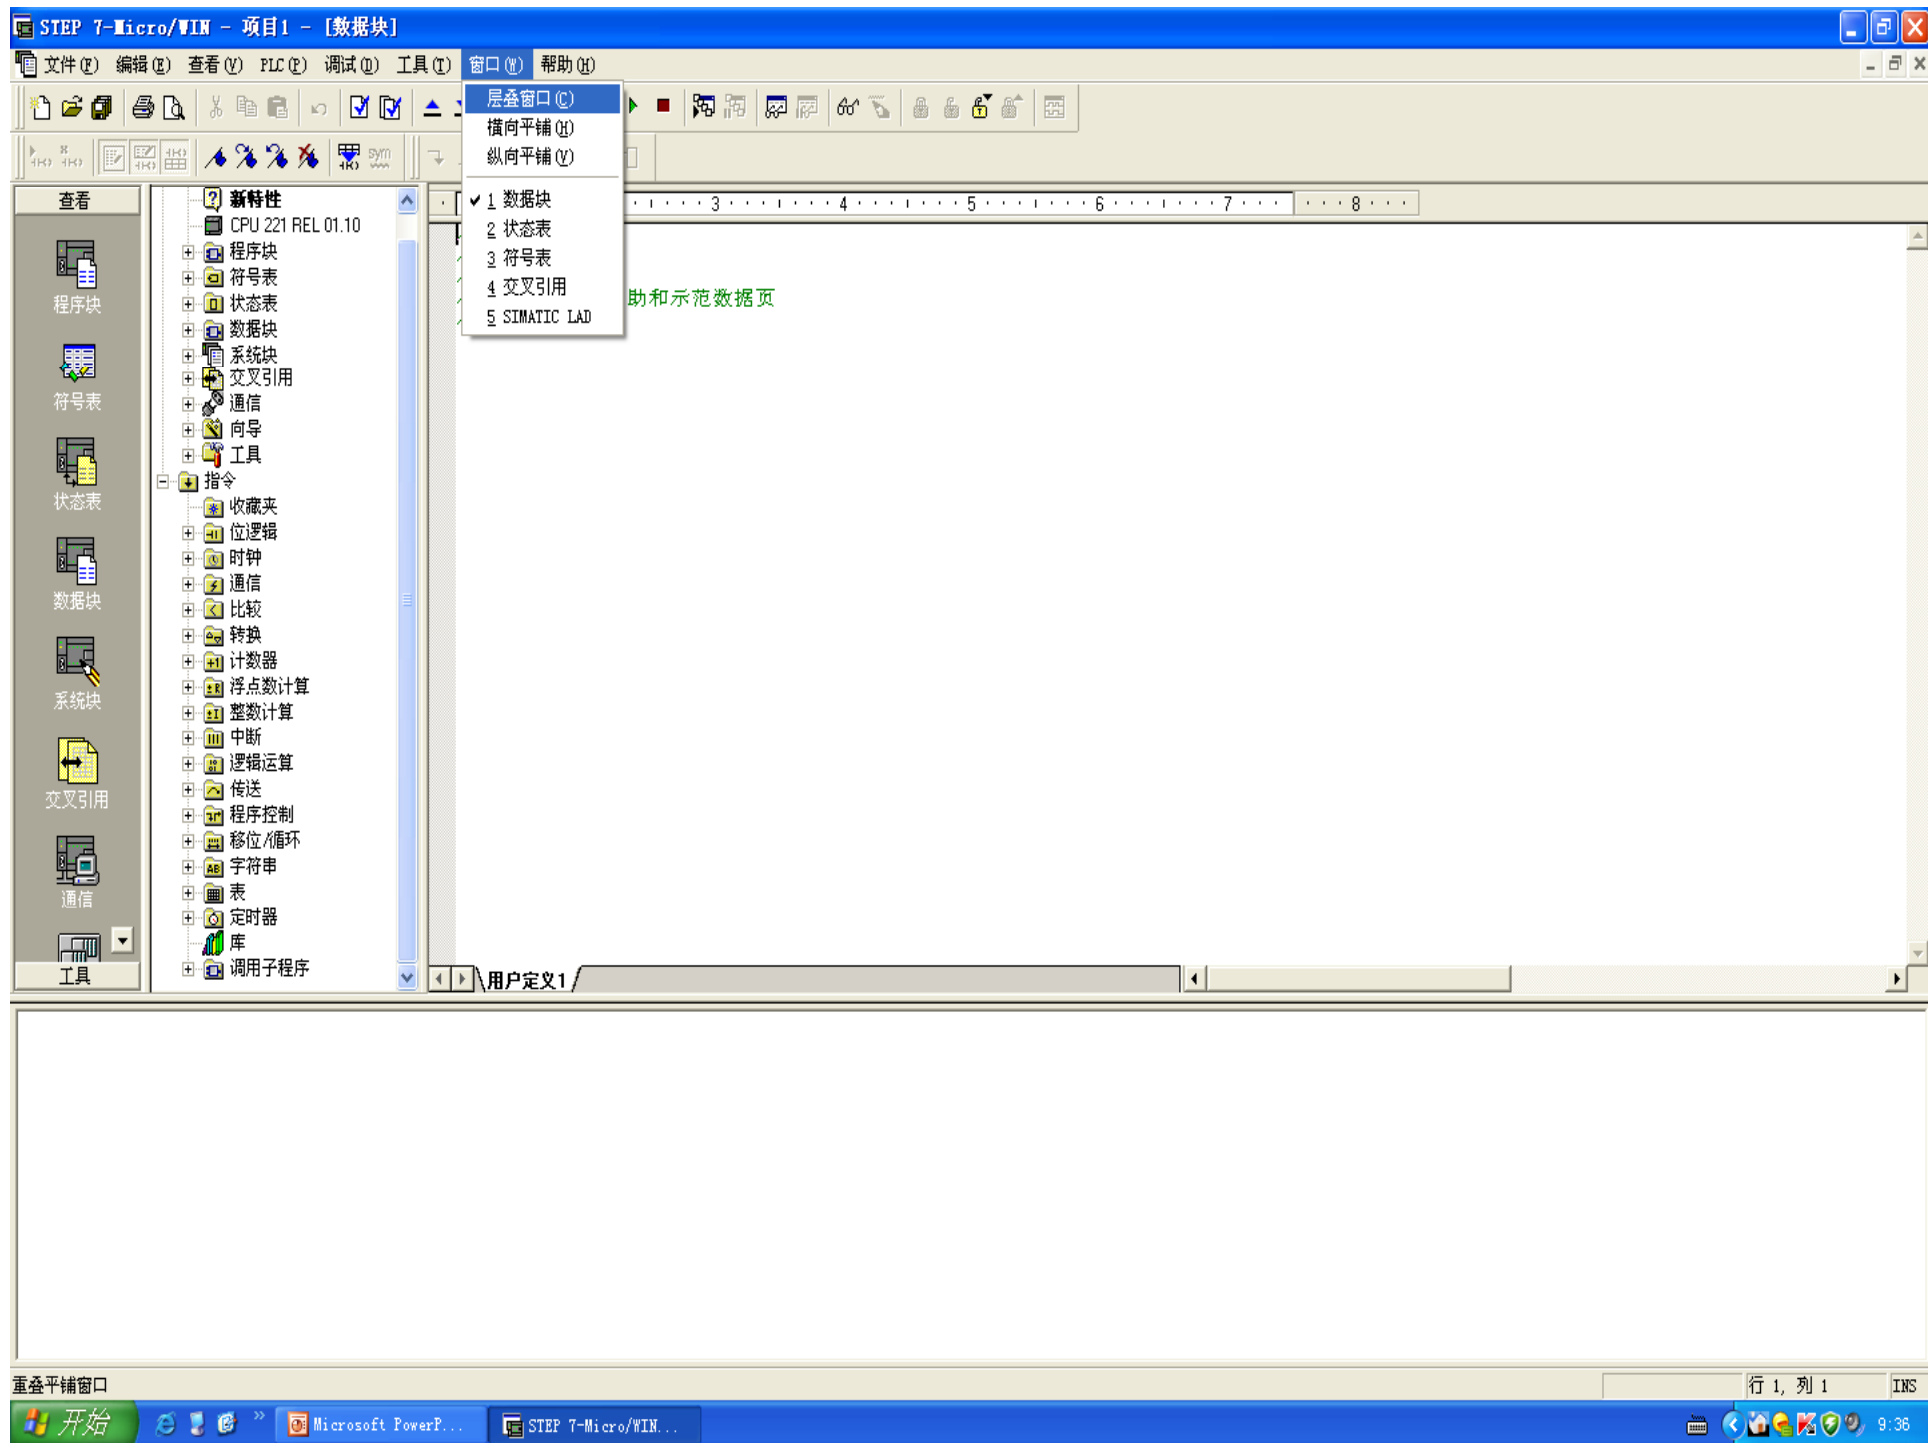 STEP 7-Micro/WIN - 项目1 - [数据块]
文件(F) 编辑(E) 查看(V) PLC(P) 调试(D) 工具(T) 窗口(W) 帮助(H)
层叠窗口(C)
横向平铺(H)
纵向平铺(V)
✓ 1 数据块
2 状态表
3 符号表
4 交叉引用
5 SIMATIC LAD
sym
查看
程序块
符号表
状态表
数据块
系统块
交叉引用
通信
工具
新特性
CPU 221 REL 01.10
程序块
符号表
状态表
数据块
系统块
交叉引用
通信
向导
工具
指令
收藏夹
位逻辑
时钟
通信
比较
转换
计数器
浮点数计算
整数计算
中断
逻辑运算
传送
程序控制
移位/循环
字符串
表
定时器
库
调用子程序
3 4 5 6 7 8
助和示范数据页
用户定义1
重叠平铺窗口
行 1, 列 1
INS
开始
Microsoft PowerP...
STEP 7-Micro/WIN...
9:36